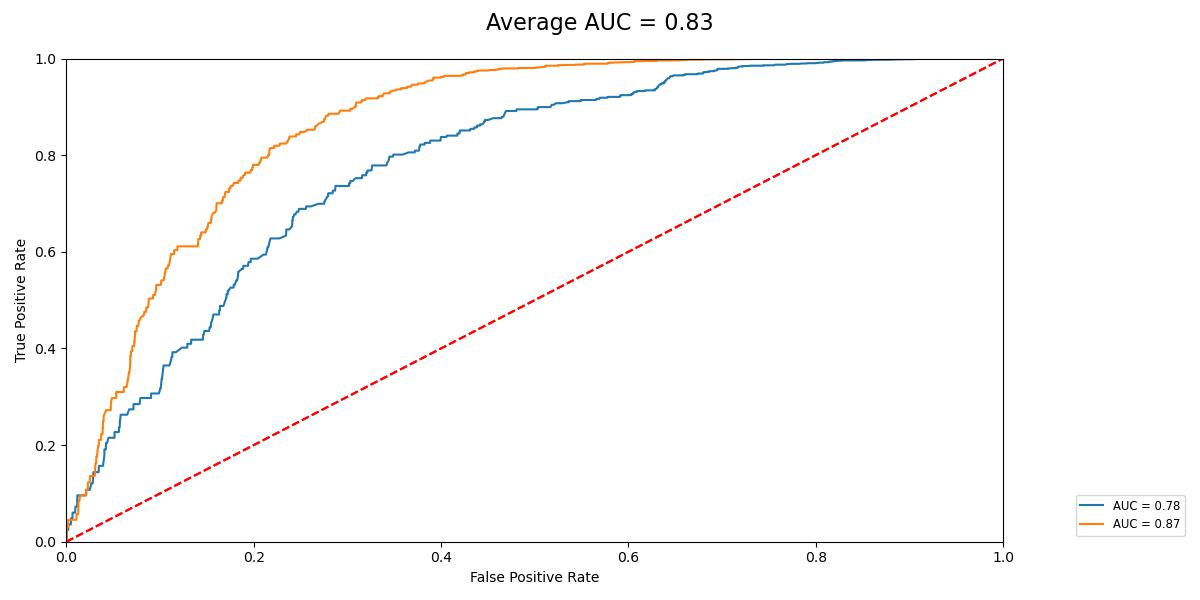 Average AUC = 0.83
1.0
0.8
0.6
0.4
0.2
0.0
True Positive Rate
0.0 0.2 0.4 0.6 0.8 1.0
False Positive Rate
AUC = 0.78
AUC = 0.87